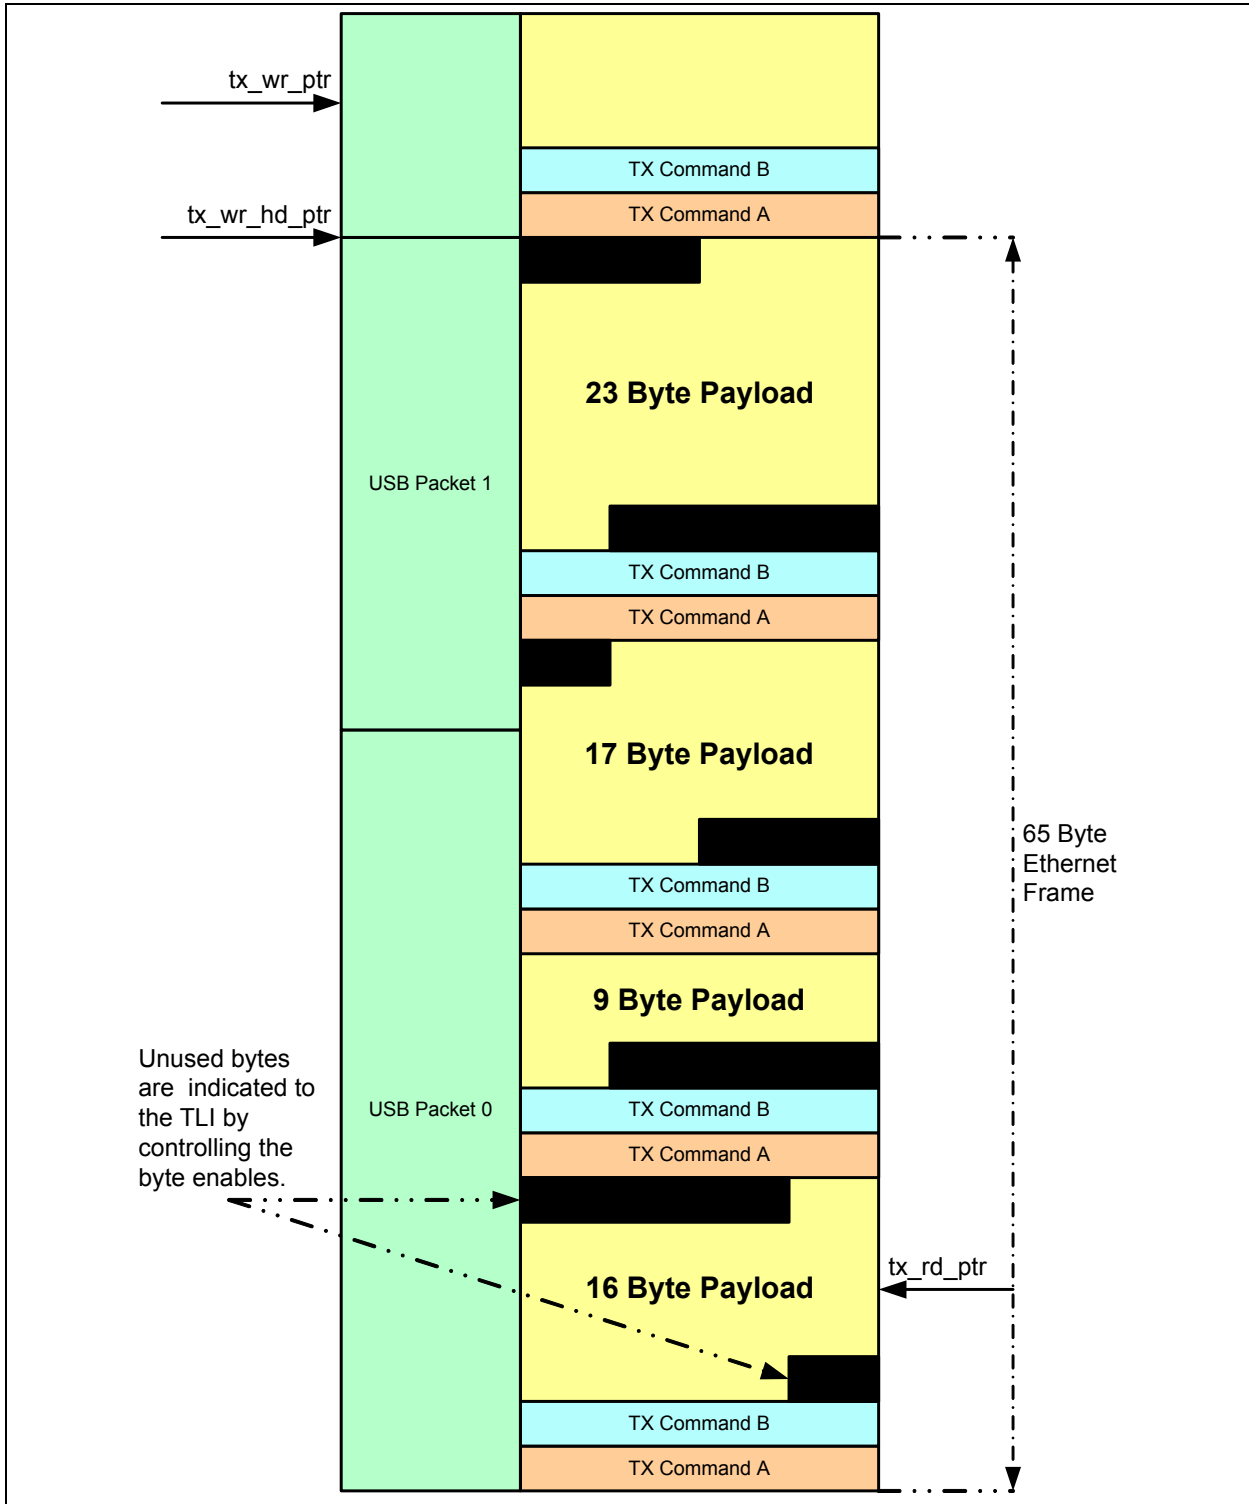 tx_wr_ptr
TX Command B
TX Command A
tx_wr_hd_ptr
23 Byte Payload
USB Packet 1
TX Command B
TX Command A
17 Byte Payload
65 Byte
Ethernet
Frame
TX Command B
TX Command A
9 Byte Payload
Unused bytes
are indicated to
the TLI by
controlling the
byte enables.
USB Packet 0
TX Command B
TX Command A
tx_rd_ptr
16 Byte Payload
TX Command B
TX Command A